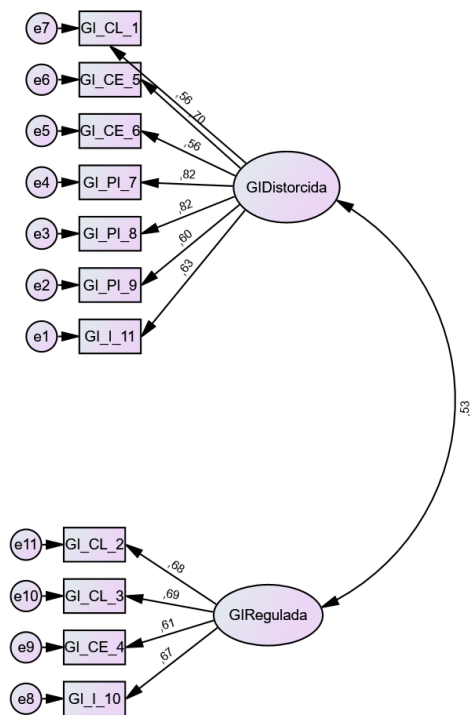 e7 GI_CL_1
e6 GI_CE_5
,56 ,70
e5 GI_CE_6
,56
e4 GI_PI_7
,82
GIDistorcida
e3 GI_PI_8
,82
e2 GI_PI_9
,60
e1 GI_I_11
,63
,53
e11 GI_CL_2
,68
e10 GI_CL_3
,69
GIRegulada
e9 GI_CE_4
,61
e8 GI_I_10
,67